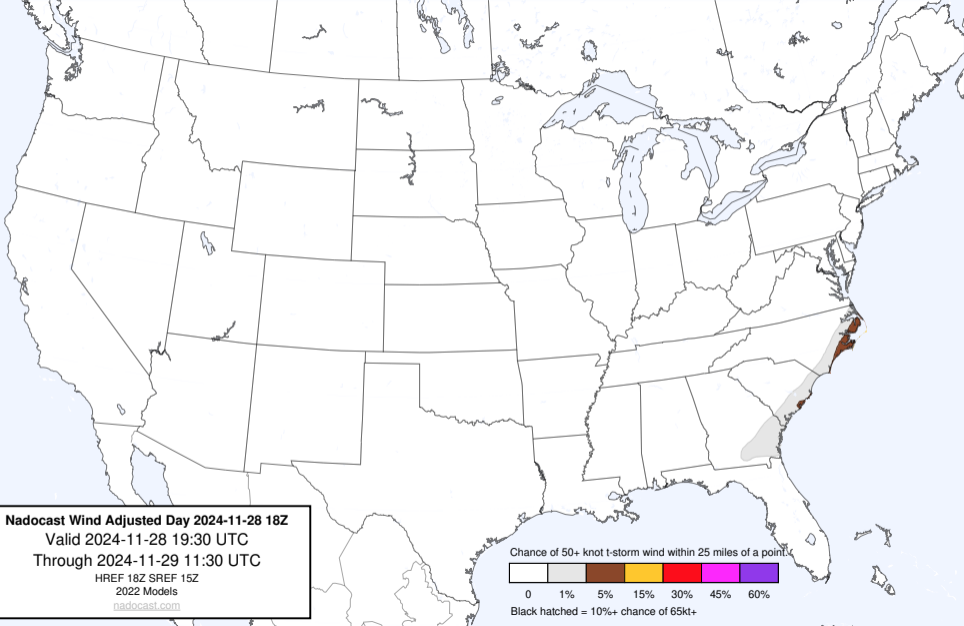 Nadocast Wind Adjusted Day 2024-11-28 18Z
Valid 2024-11-28 19:30 UTC
Through 2024-11-29 11:30 UTC
HREF 18Z SREF 15Z
2022 Models
nadocast.com
Chance of 50+ knot t-storm wind within 25 miles of a point.
0 1% 5% 15% 30% 45% 60%
Black hatched = 10%+ chance of 65kt+